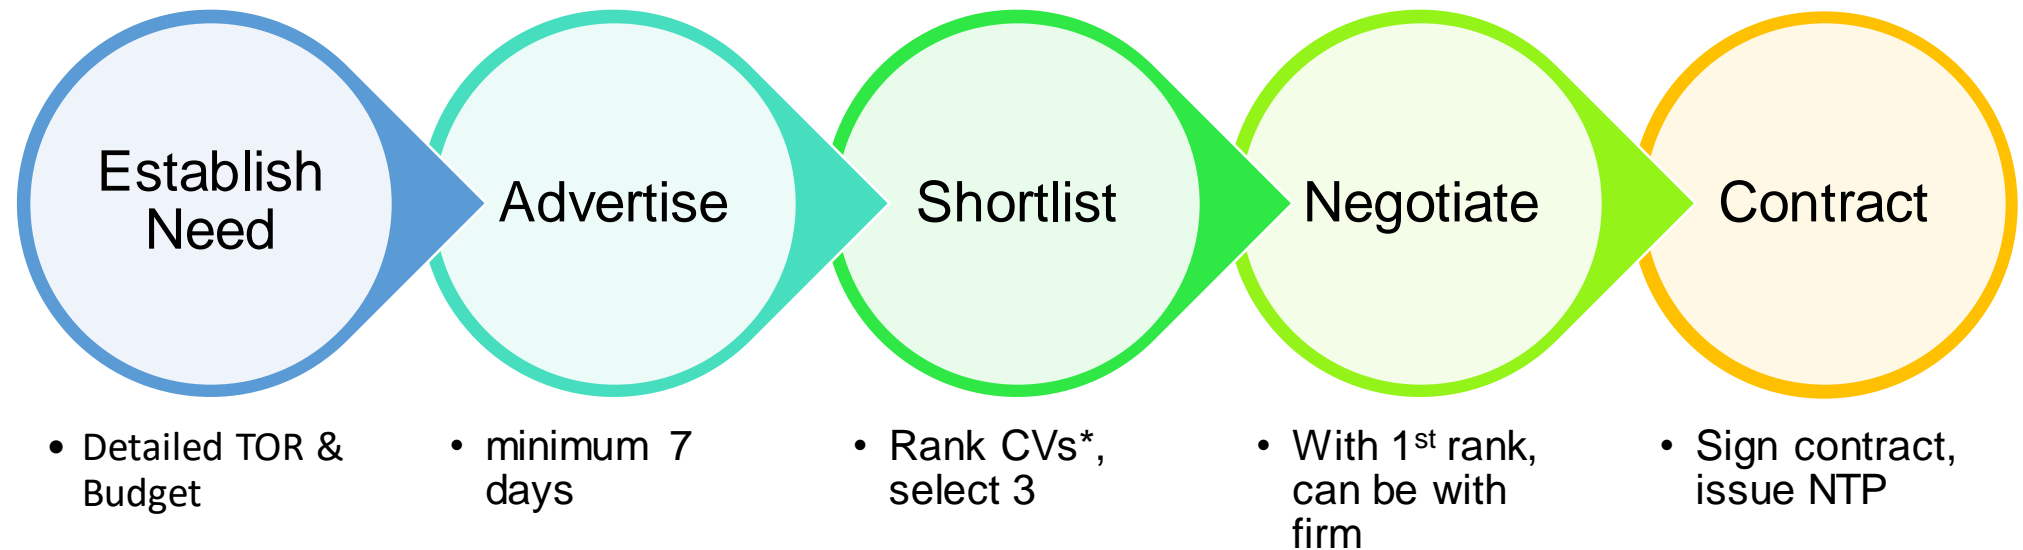 Establish
Need
Advertise
Shortlist
Negotiate
Contract
• Detailed TOR &
Budget
• minimum 7
days
• Rank CVs*,
select 3
• With 1st rank,
can be with
firm
• Sign contract,
issue NTP